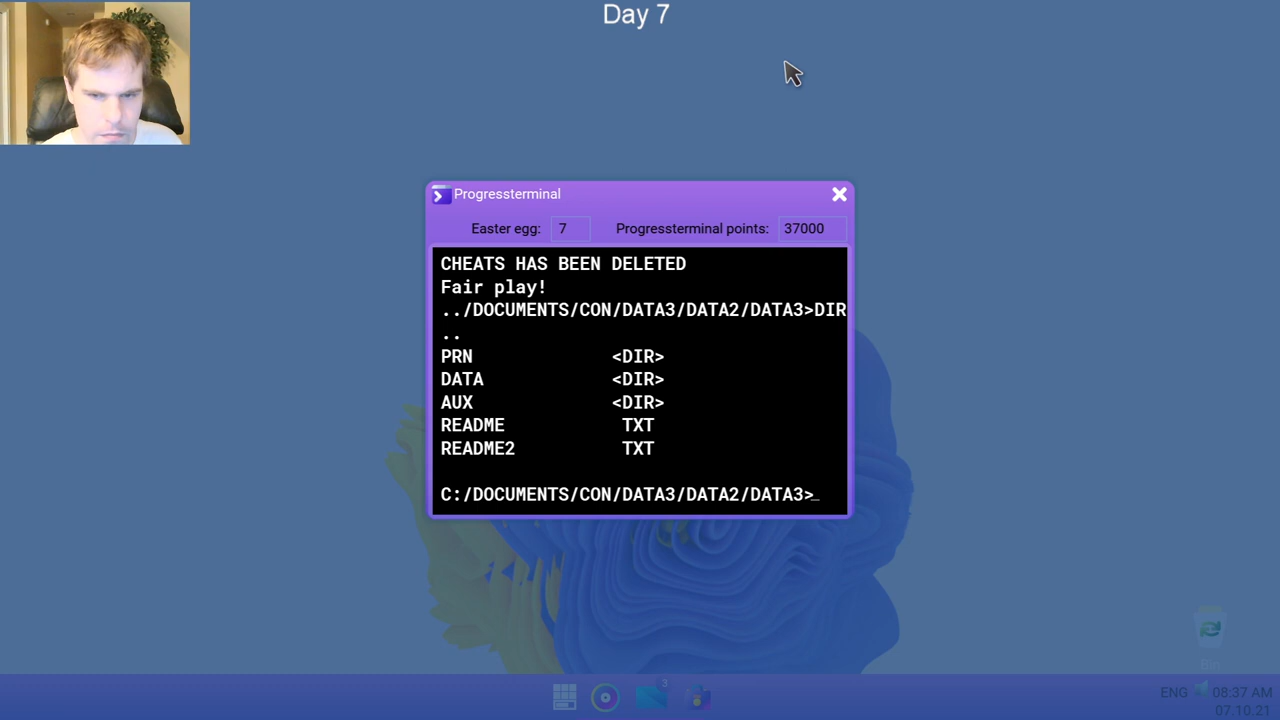 Day 7
Progressterminal
Easter egg: 7 Progressterminal points: 37000
CHEATS HAS BEEN DELETED
Fair play!
../DOCUMENTS/CON/DATA3/DATA2/DATA3>DIR
..
PRN <DIR>
DATA <DIR>
AUX <DIR>
README TXT
README2 TXT
C:/DOCUMENTS/CON/DATA3/DATA2/DATA3>_
Bin
3
ENG 08:37 AM
07.10.21